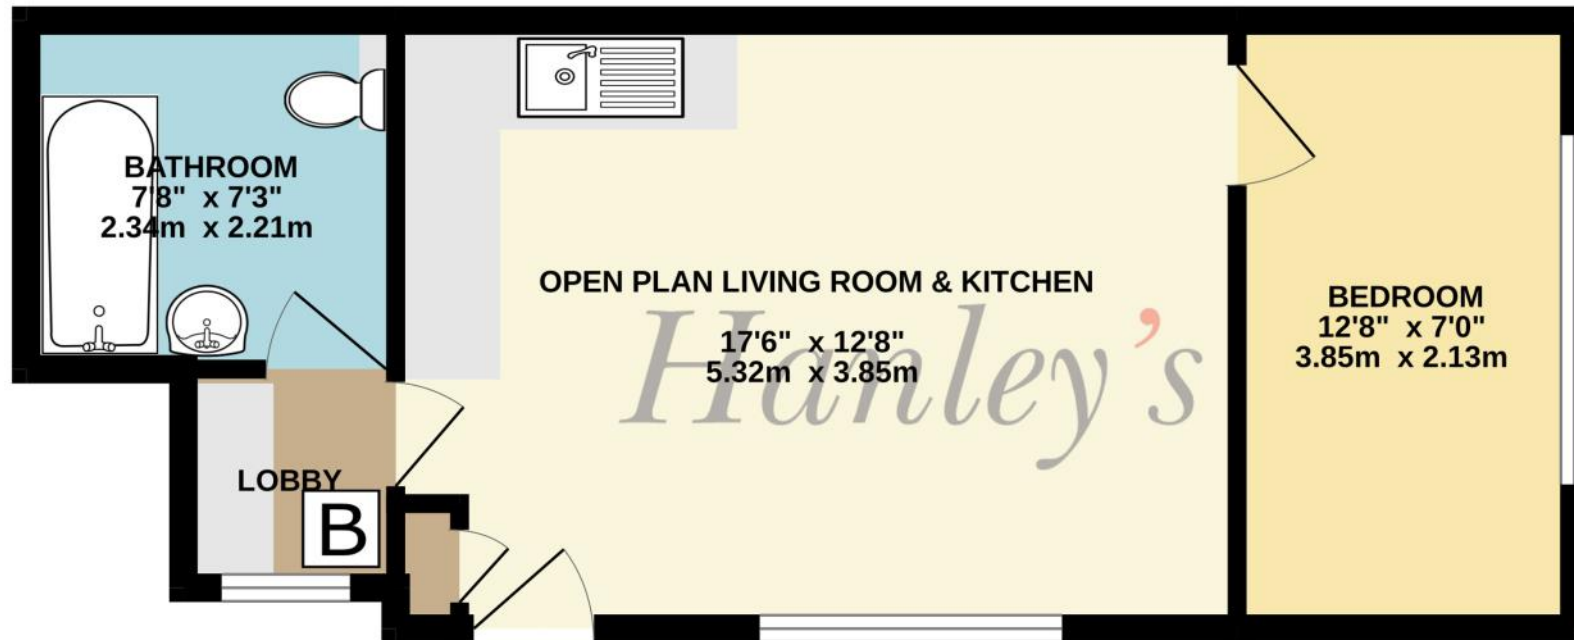 BATHROOM
7'8" x 7'3"
2.34m x 2.21m
OPEN PLAN LIVING ROOM & KITCHEN
17'6" x 12'8"
5.32m x 3.85m
Hanley's
BEDROOM
12'8" x 7'0"
3.85m x 2.13m
LOBBY
B